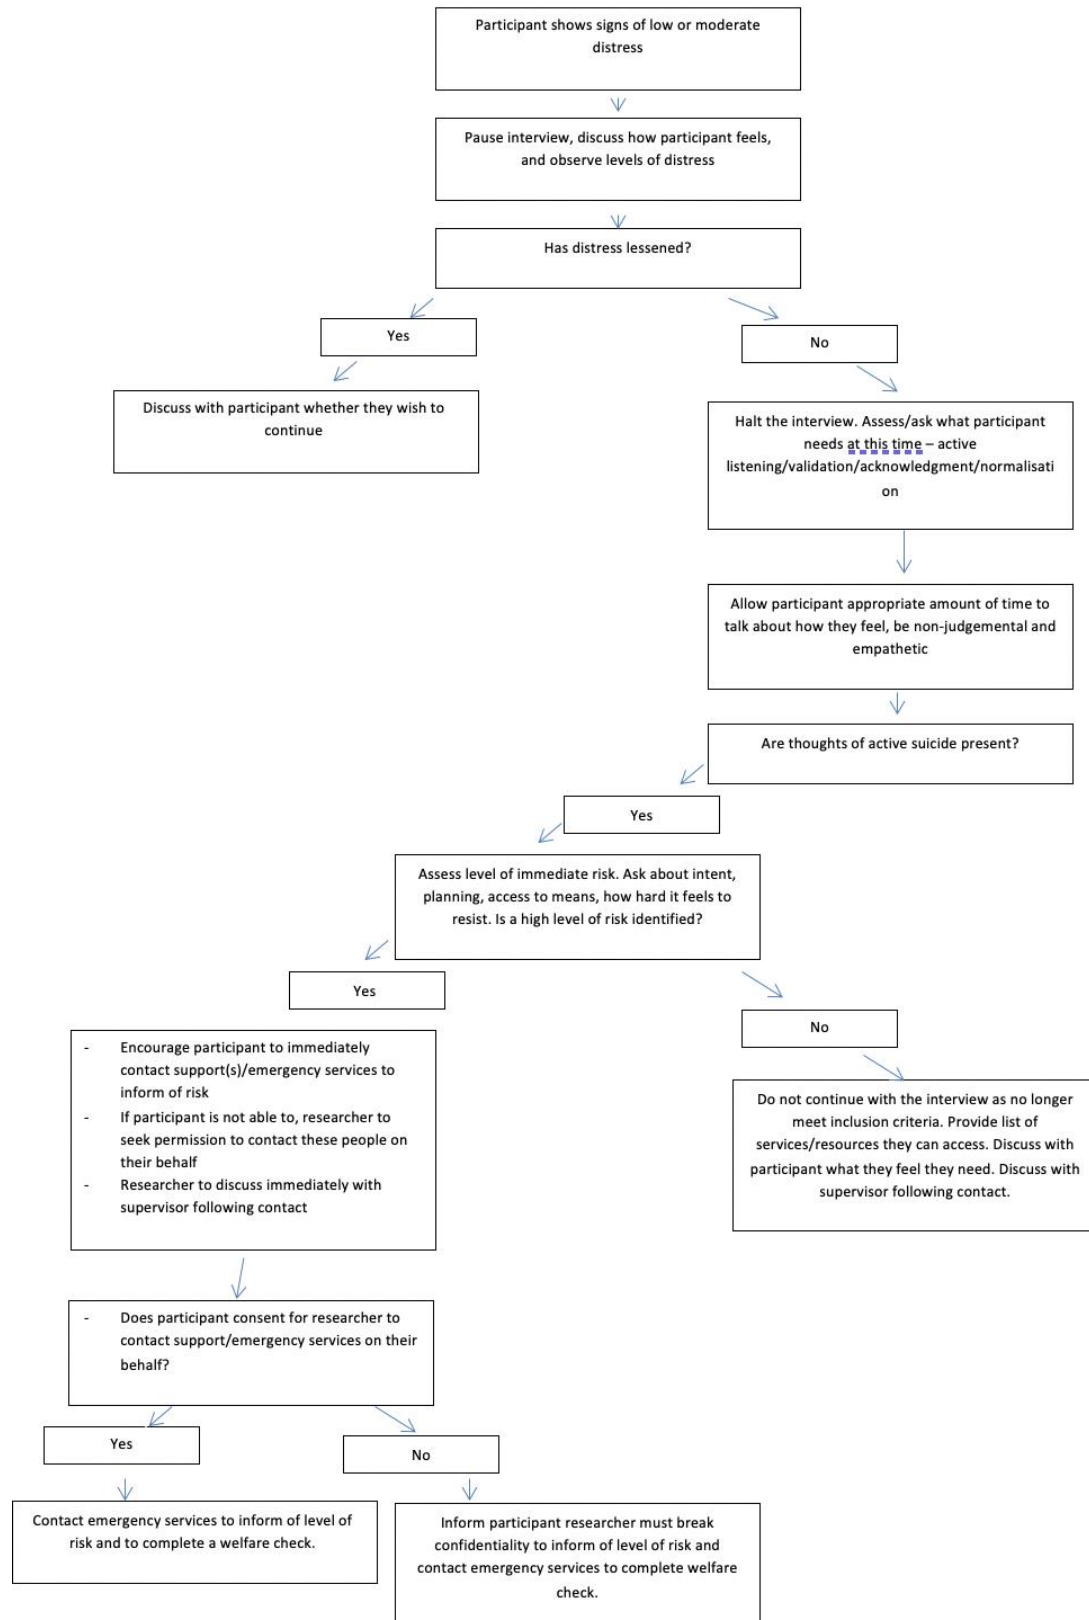 Participant shows signs of low or moderate
distress
Pause interview, discuss how participant feels,
and observe levels of distress
Has distress lessened?
Yes
No
Discuss with participant whether they wish to
continue
Halt the interview. Assess/ask what participant
needs at this time – active
listening/validation/acknowledgment/normalisati
on
Allow participant appropriate amount of time to
talk about how they feel, be non-judgemental and
empathetic
Are thoughts of active suicide present?
Yes
Assess level of immediate risk. Ask about intent,
planning, access to means, how hard it feels to
resist. Is a high level of risk identified?
Yes
No
- Encourage participant to immediately
contact support(s)/emergency services to
inform of risk
- If participant is not able to, researcher to
seek permission to contact these people on
their behalf
- Researcher to discuss immediately with
supervisor following contact
Do not continue with the interview as no longer
meet inclusion criteria. Provide list of
services/resources they can access. Discuss with
participant what they feel they need. Discuss with
supervisor following contact.
- Does participant consent for researcher to
contact support/emergency services on their
behalf?
Yes
No
Contact emergency services to inform of level of
risk and to complete a welfare check.
Inform participant researcher must break
confidentiality to inform of level of risk and
contact emergency services to complete welfare
check.